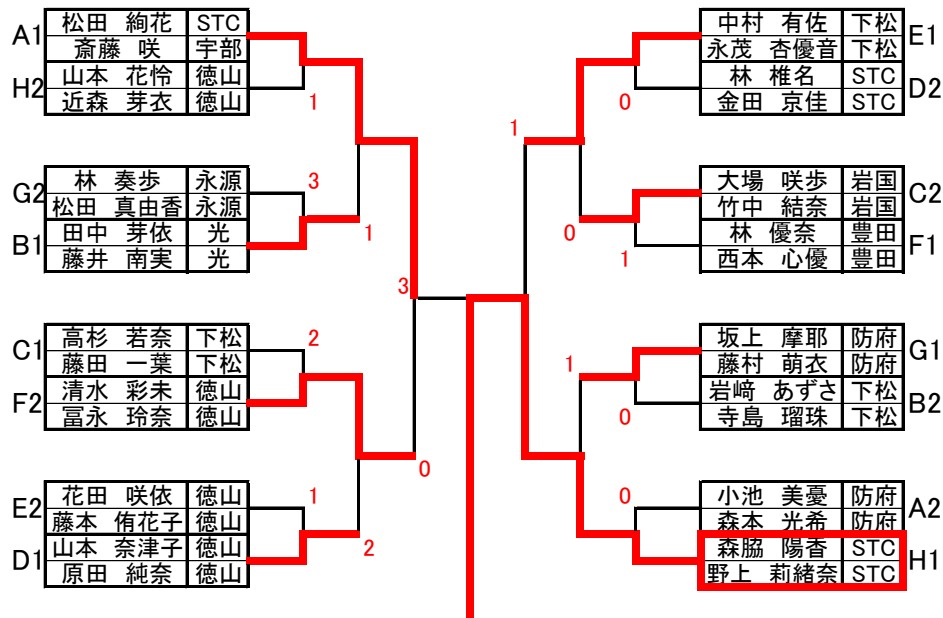 A1
松田 絢花 STC
斎藤 咲 宇部
H2
山本 花怜 徳山
近森 芽衣 徳山
1
G2
林 奏歩 永源
松田 真由香 永源
3
B1
田中 芽依 光
藤井 南実 光
1
3
C1
高杉 若奈 下松
藤田 一葉 下松
2
F2
清水 彩未 徳山
冨永 玲奈 徳山
0
E2
花田 咲依 徳山
藤本 侑花子 徳山
1
D1
山本 奈津子 徳山
原田 純奈 徳山
2
中村 有佐 下松
永茂 杏優音 下松
E1
林 椎名 STC
金田 京佳 STC
D2
0
1
大場 咲歩 岩国
竹中 結奈 岩国
C2
0
林 優奈 豊田
西本 心優 豊田
F1
1
坂上 摩耶 防府
藤村 萌衣 防府
G1
1
岩﨑 あずさ 下松
寺島 瑠珠 下松
B2
0
小池 美憂 防府
森本 光希 防府
A2
0
森脇 陽香 STC
野上 莉緒奈 STC
H1